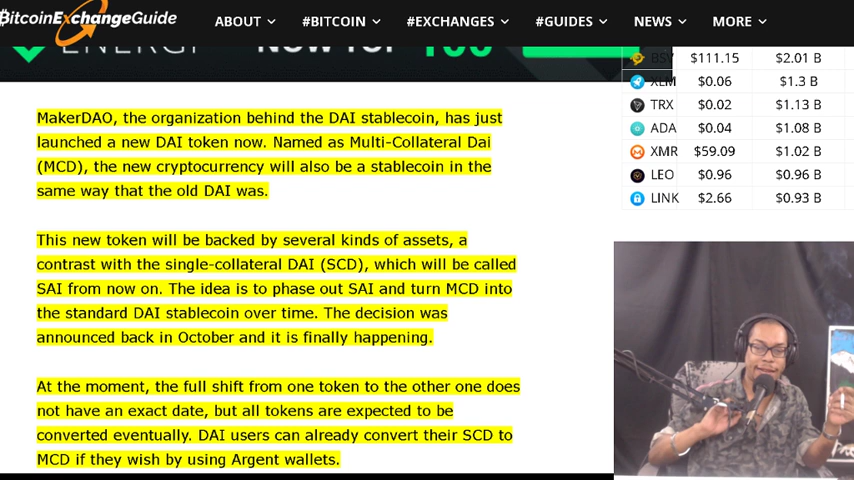 BitcoinExchangeGuide
ABOUT #BITCOIN #EXCHANGES #GUIDES NEWS MORE
ENERGI NOW TOP 100
MakerDAO, the organization behind the DAI stablecoin, has just
launched a new DAI token now. Named as Multi-Collateral Dai
(MCD), the new cryptocurrency will also be a stablecoin in the
same way that the old DAI was.
This new token will be backed by several kinds of assets, a
contrast with the single-collateral DAI (SCD), which will be called
SAI from now on. The idea is to phase out SAI and turn MCD into
the standard DAI stablecoin over time. The decision was
announced back in October and it is finally happening.
At the moment, the full shift from one token to the other one does
not have an exact date, but all tokens are expected to be
converted eventually. DAI users can already convert their SCD to
MCD if they wish by using Argent wallets.
BSV $111.15 $2.01 B
XLM $0.06 $1.3 B
TRX $0.02 $1.13 B
ADA $0.04 $1.08 B
XMR $59.09 $1.02 B
LEO $0.96 $0.96 B
LINK $2.66 $0.93 B